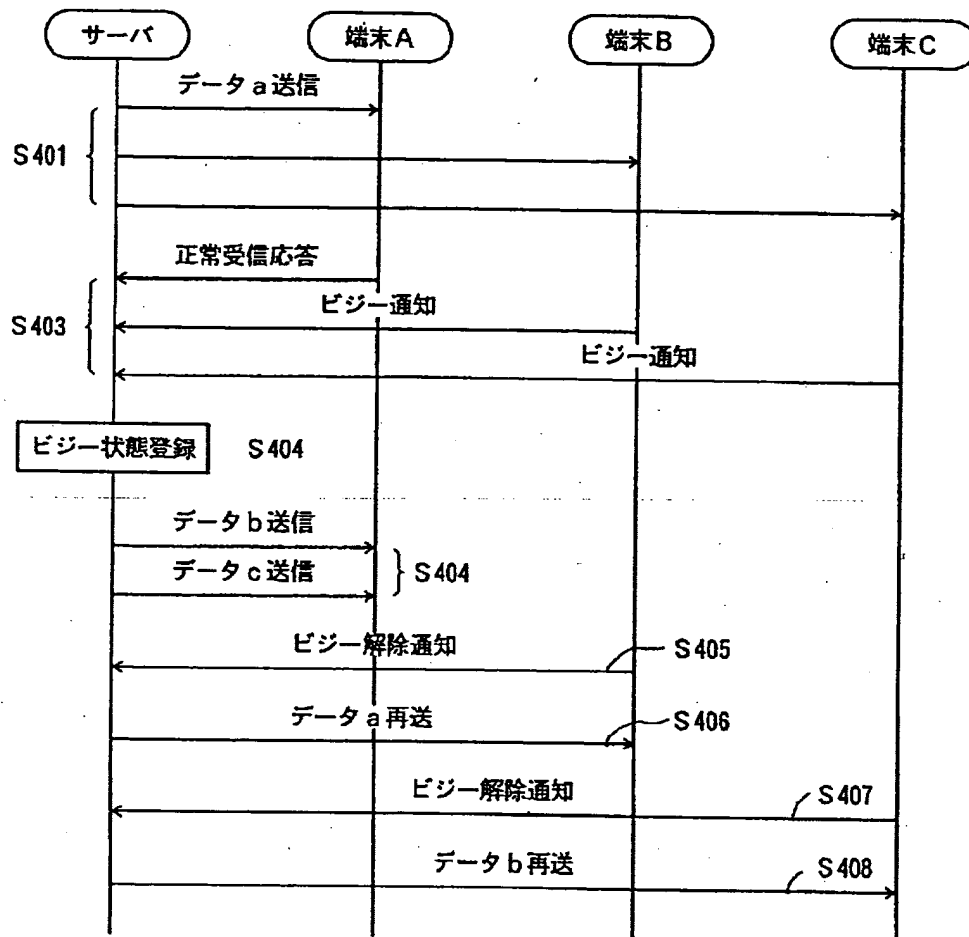 サーバ
端末A
端末B
端末C
データa送信
S401
正常受信応答
ビジー通知
S403
ビジー通知
ビジー状態登録
S404
データb送信
データc送信
S404
ビジー解除通知
S405
データa再送
S406
ビジー解除通知
S407
データb再送
S408